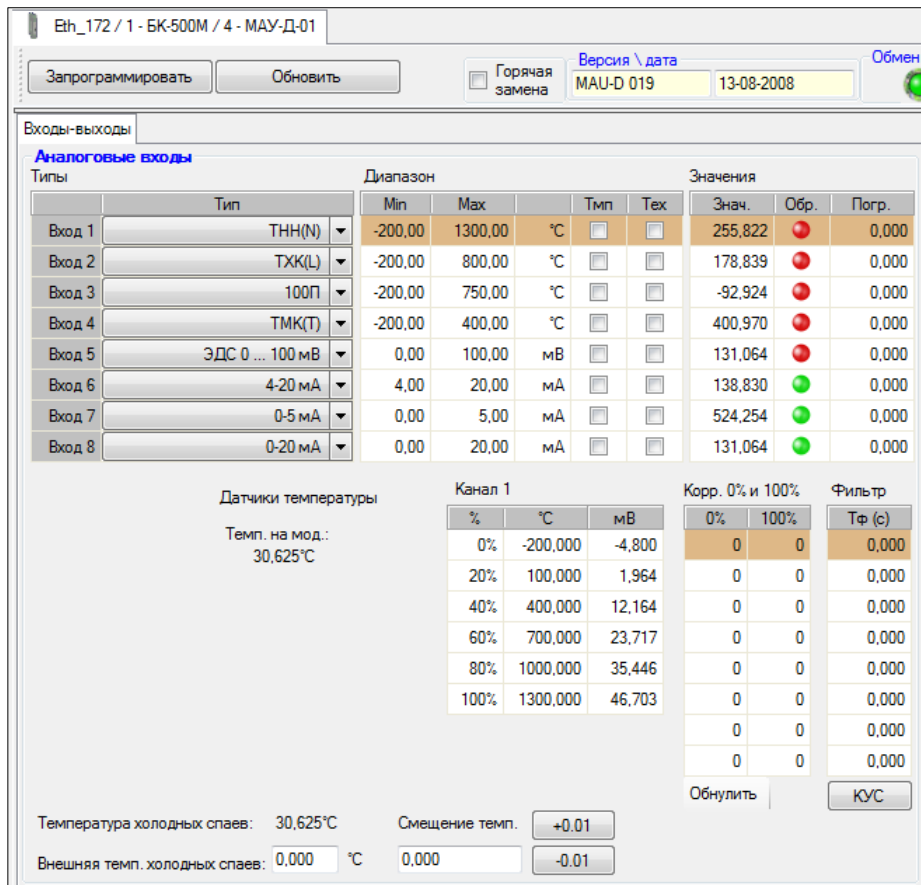 Eth_172 / 1 - БК-500М / 4 - МАУ-Д-01
Запрограммировать Обновить Горячая замена Версия \ дата Обмен
MAU-D 019 13-08-2008
Входы-выходы
Аналоговые входы
Типы Диапазон Значения
Тип Min Max Тмп Tex Знач. Обр. Погр.
Вход 1 ТНН(N) -200,00 1300,00 °C 255,822 0,000
Вход 2 ТХК(L) -200,00 800,00 °C 178,839 0,000
Вход 3 100П -200,00 750,00 °C -92,924 0,000
Вход 4 ТМК(Т) -200,00 400,00 °C 400,970 0,000
Вход 5 ЭДС 0 ... 100 мВ 0,00 100,00 мВ 131,064 0,000
Вход 6 4-20 мА 4,00 20,00 мА 138,830 0,000
Вход 7 0-5 мА 0,00 5,00 мА 524,254 0,000
Вход 8 0-20 мА 0,00 20,00 мА 131,064 0,000
Датчики температуры Канал 1 Корр. 0% и 100% Фильтр
Темп. на мод.: % °C мВ 0% 100% Тф (с)
30,625°C 0% -200,000 -4,800 0 0 0,000
20% 100,000 1,964 0 0 0,000
40% 400,000 12,164 0 0 0,000
60% 700,000 23,717 0 0 0,000
80% 1000,000 35,446 0 0 0,000
100% 1300,000 46,703 0 0 0,000
0 0 0,000
0 0 0,000
Обнулить КУС
Температура холодных спаев: 30,625°C Смещение темп. +0.01
Внешняя темп. холодных спаев: 0,000 °C 0,000 -0.01